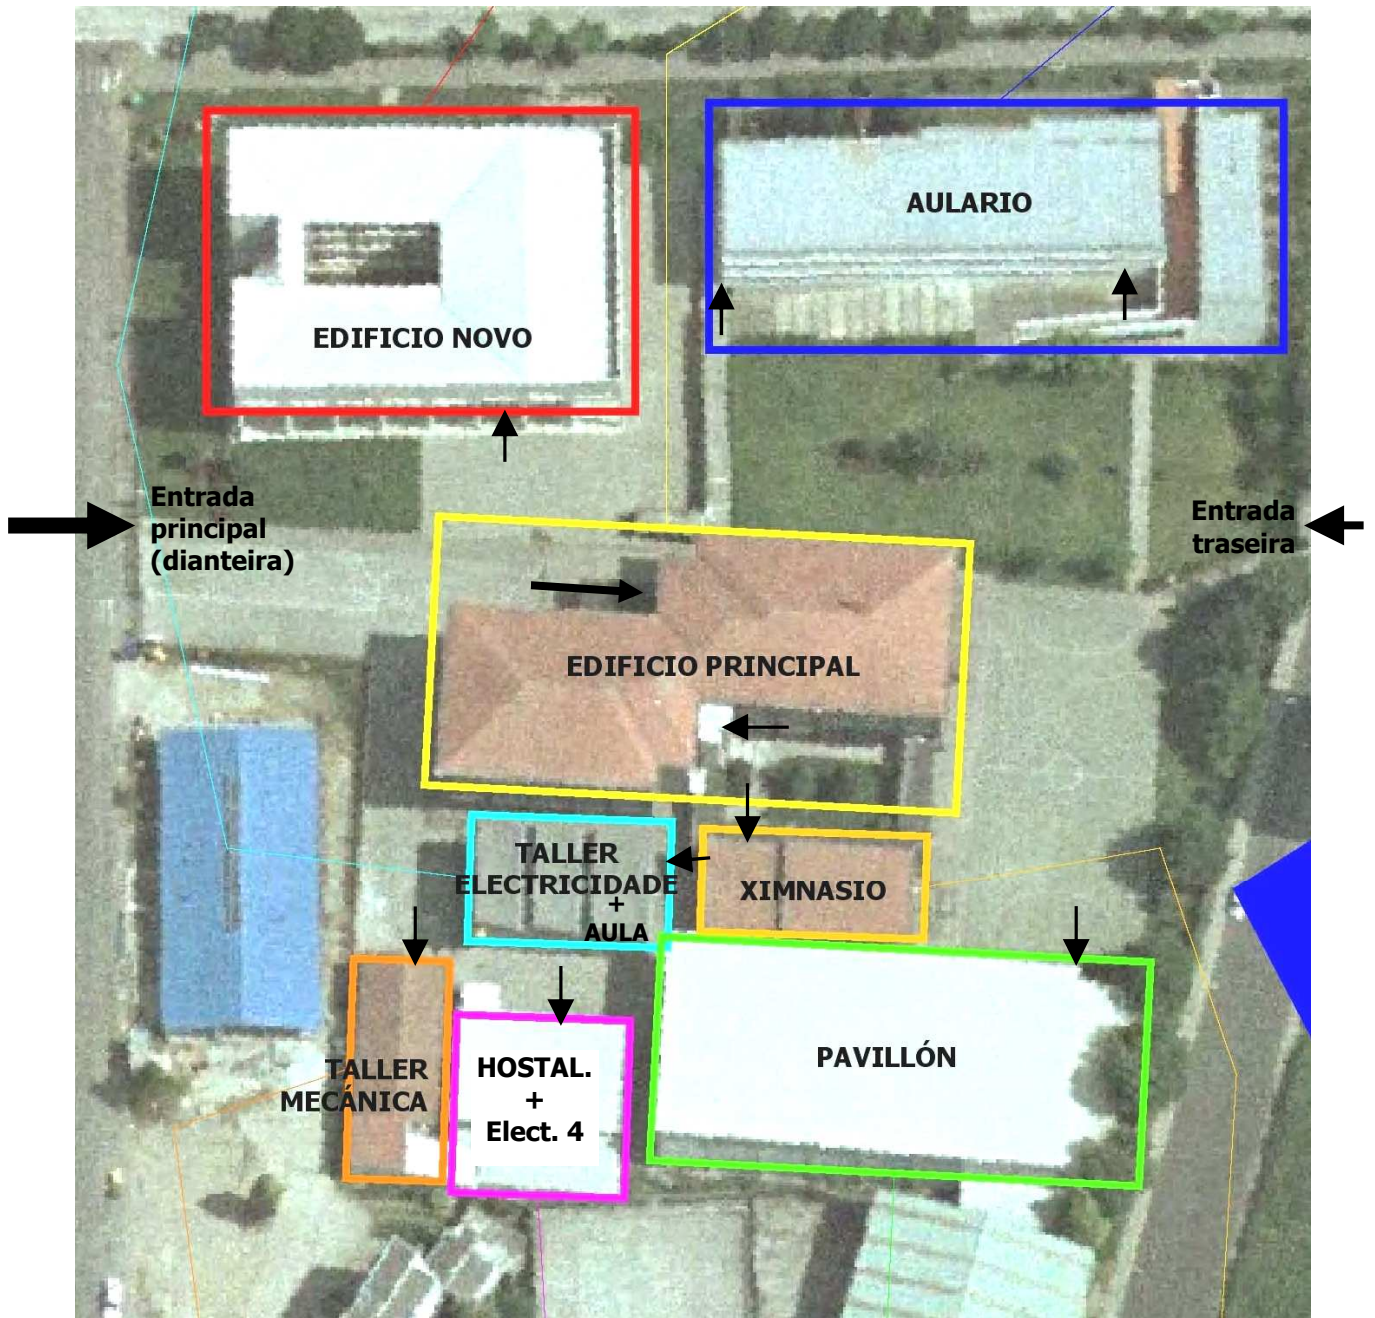 AULARIO
EDIFICIO NOVO
Entrada
principal
(dianteira)
Entrada
traseira
EDIFICIO PRINCIPAL
TALLER
ELECTRICIDADE
+
AULA
XIMNASIO
TALLER
MECÁNICA
HOSTAL.
+
Elect. 4
PAVILLÓN